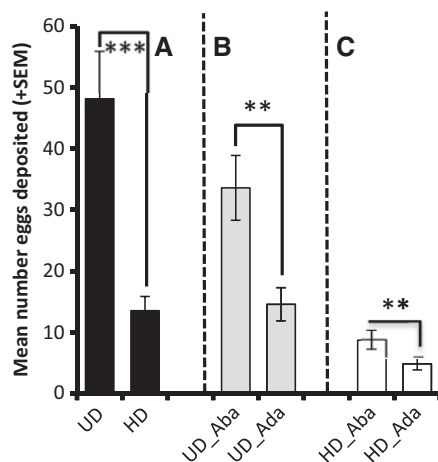 Mean number eggs deposited (+SEM)
60
50
40
30
20
10
0
*** A
B
C
**
**
UD
HD
UD_Aba
UD_Ada
HD_Aba
HD_Ada